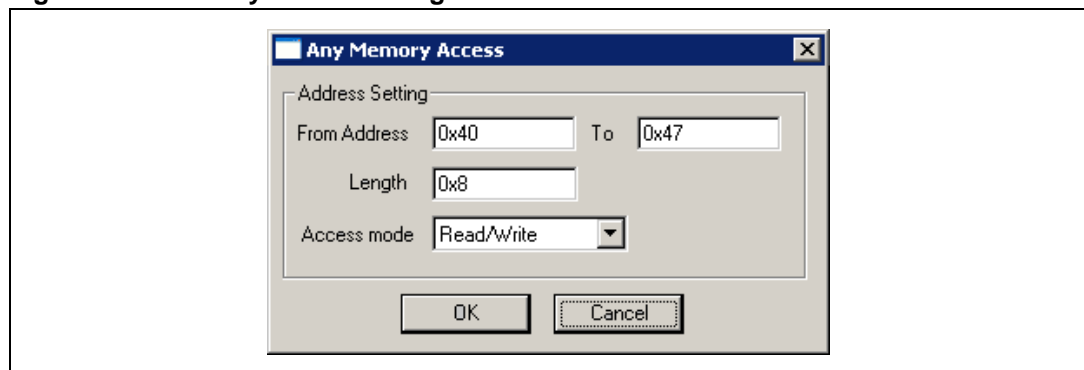 Any Memory Access
Address Setting
From Address 0x40 To 0x47
Length 0x8
Access mode Read/Write
OK Cancel